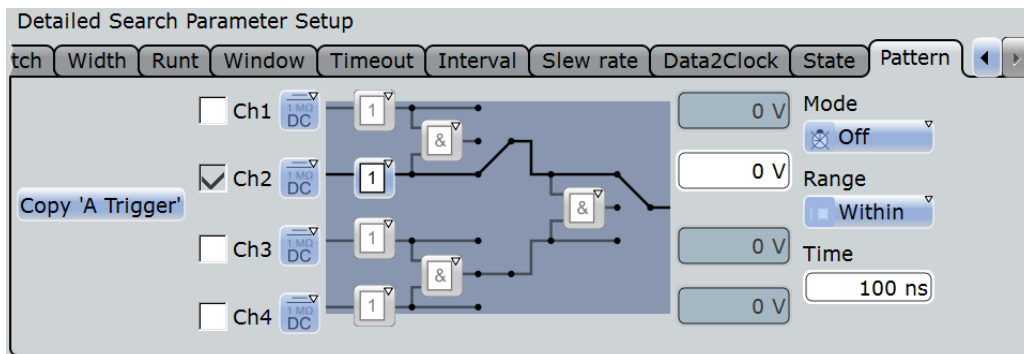 Detailed Search Parameter Setup
tch Width Runt Window Timeout Interval Slew rate Data2Clock State Pattern
Ch1 1 MΩ DC 1 0 V Mode
& Off
Ch2 1 MΩ DC 1 0 V Range
Copy 'A Trigger' & Within
Ch3 1 MΩ DC 1 0 V Time
& 100 ns
Ch4 1 MΩ DC 1 0 V